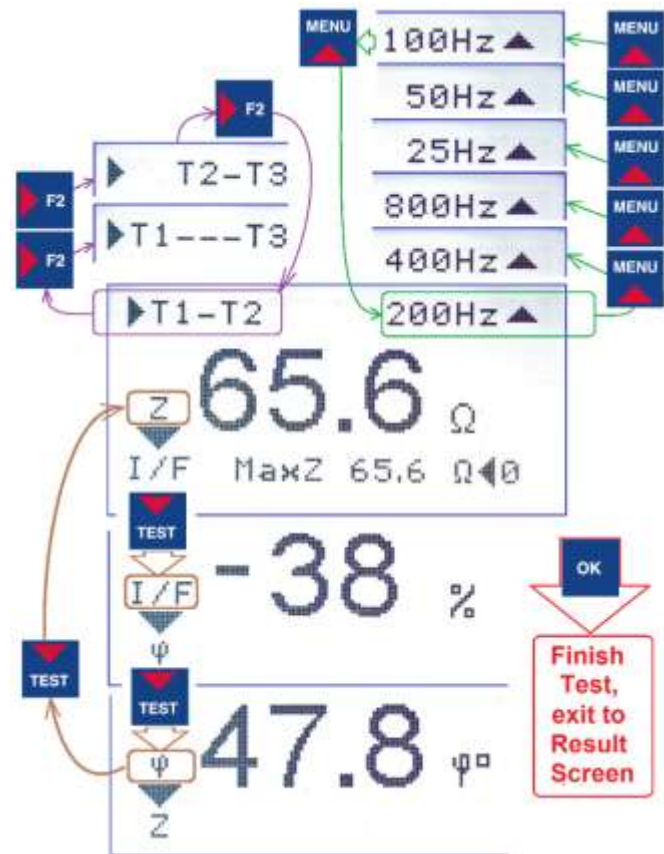 MENU
100Hz
MENU
F2
50Hz
MENU
T2-T3
25Hz
MENU
F2
800Hz
MENU
T1---T3
F2
400Hz
MENU
T1-T2
200Hz
65.6 Ω
Z
I/F MaxZ 65.6 Ω 0
TEST
-38 %
I/F
ψ
OK
Finish
Test,
exit to
Result
Screen
TEST
TEST
47.8 φ°
ψ
Z